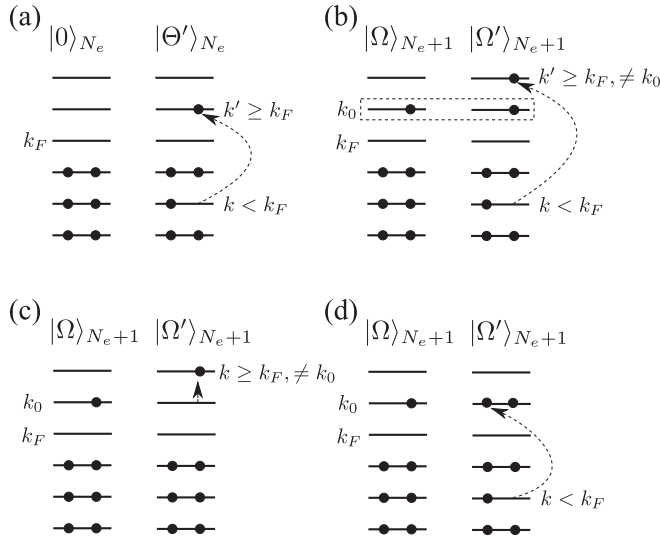 (a)
|0⟩_{N_e} |Θ′⟩_{N_e}
k′ ≥ k_F
k_F
k < k_F
(b)
|Ω⟩_{N_e+1} |Ω′⟩_{N_e+1}
k′ ≥ k_F, ≠ k_0
k_0
k_F
k < k_F
(c)
|Ω⟩_{N_e+1} |Ω′⟩_{N_e+1}
k ≥ k_F, ≠ k_0
k_0
k_F
(d)
|Ω⟩_{N_e+1} |Ω′⟩_{N_e+1}
k_0
k_F
k < k_F